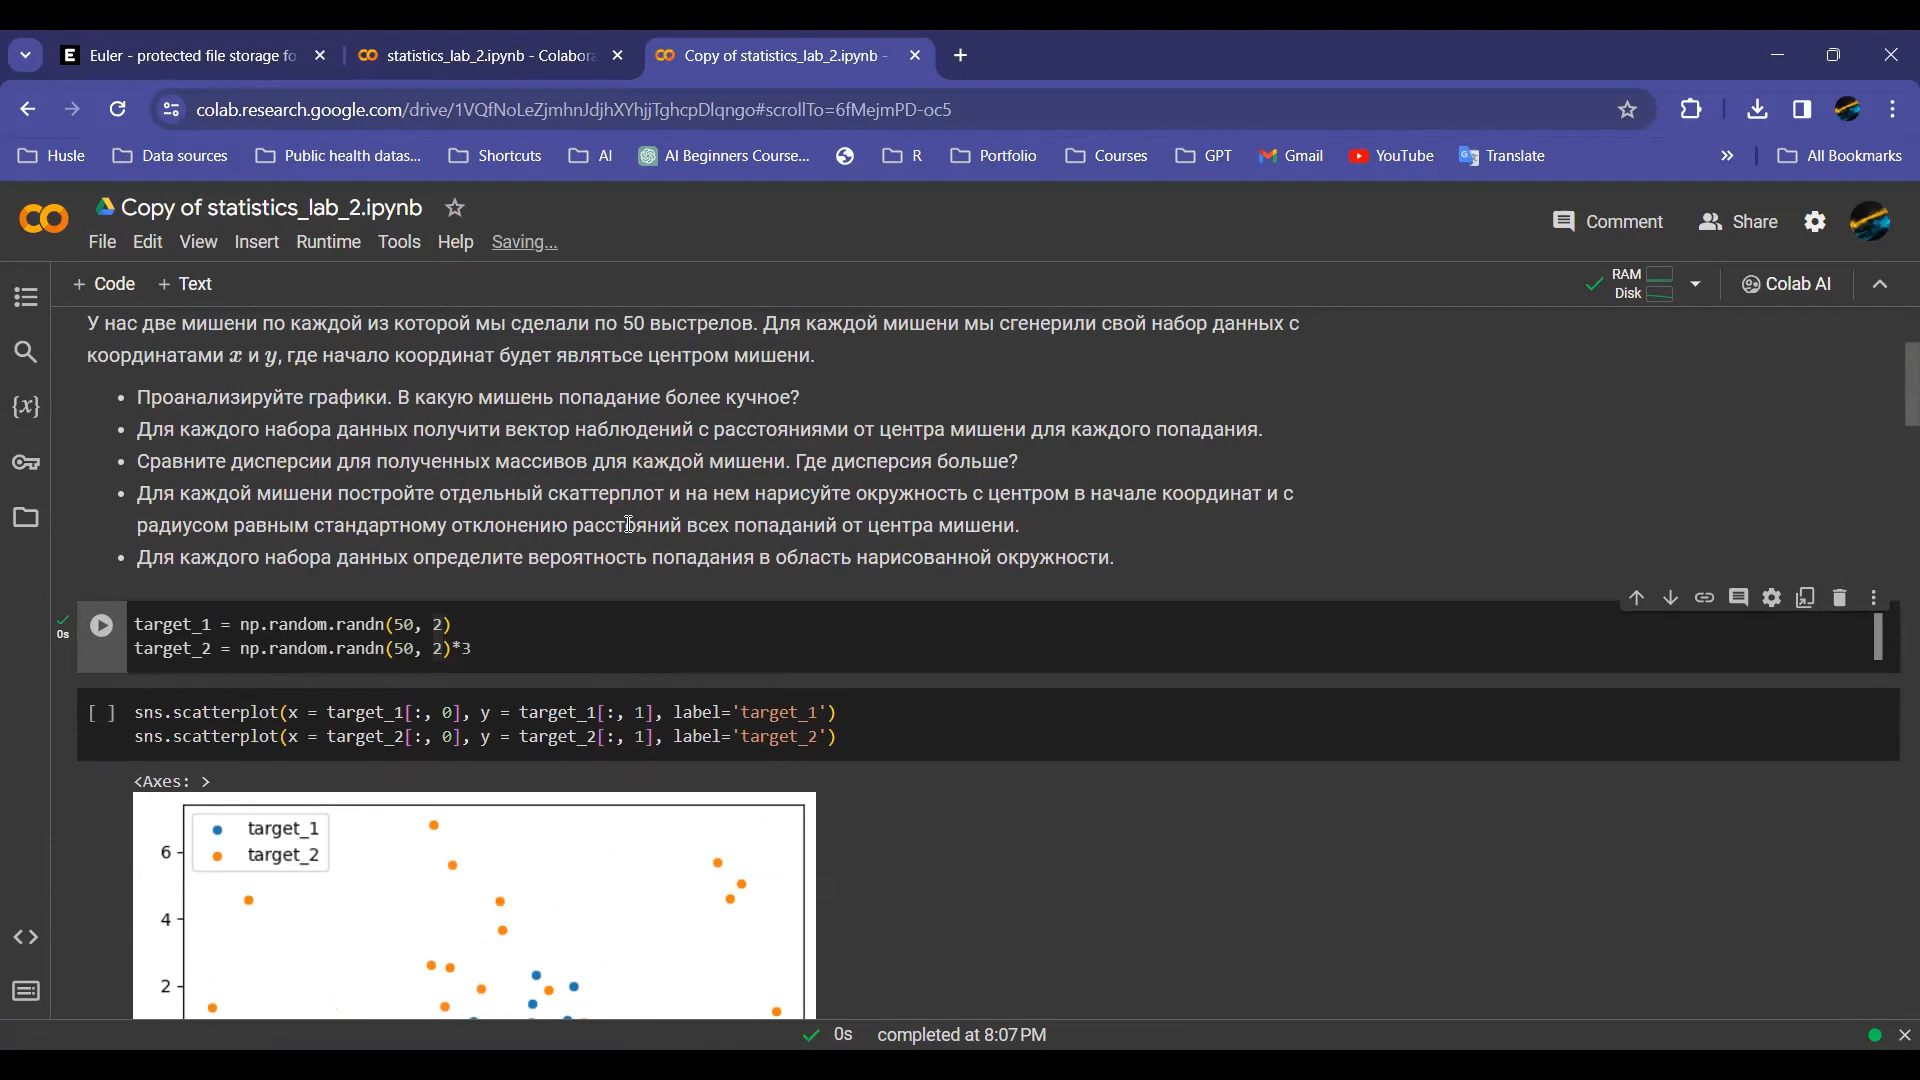 Euler - protected file storage fo
statistics_lab_2.ipynb - Colabora
Copy of statistics_lab_2.ipynb -
colab.research.google.com/drive/1VQfNoLeZjmhnJdjhXYhjjTghcpDlqngo#scrollTo=6fMejmPD-oc5
Husle
Data sources
Public health datas...
Shortcuts
AI
AI Beginners Course...
R
Portfolio
Courses
GPT
Gmail
YouTube
Translate
All Bookmarks
Copy of statistics_lab_2.ipynb
File Edit View Insert Runtime Tools Help Saving...
Comment
Share
+ Code + Text
RAM
Disk
Colab AI
У нас две мишени по каждой из которой мы сделали по 50 выстрелов. Для каждой мишени мы сгенерили свой набор данных с
координатами x и y, где начало координат будет являтьсе центром мишени.
• Проанализируйте графики. В какую мишень попадание более кучное?
• Для каждого набора данных получити вектор наблюдений с расстояниями от центра мишени для каждого попадания.
• Сравните дисперсии для полученных массивов для каждой мишени. Где дисперсия больше?
• Для каждой мишени постройте отдельный скаттерплот и на нем нарисуйте окружность с центром в начале координат и с
радиусом равным стандартному отклонению расстояний всех попаданий от центра мишени.
• Для каждого набора данных определите вероятность попадания в область нарисованной окружности.
0s
target_1 = np.random.randn(50, 2)
target_2 = np.random.randn(50, 2)*3
[ ]
sns.scatterplot(x = target_1[:, 0], y = target_1[:, 1], label='target_1')
sns.scatterplot(x = target_2[:, 0], y = target_2[:, 1], label='target_2')
<Axes: >
target_1
target_2
6
4
2
0s completed at 8:07 PM